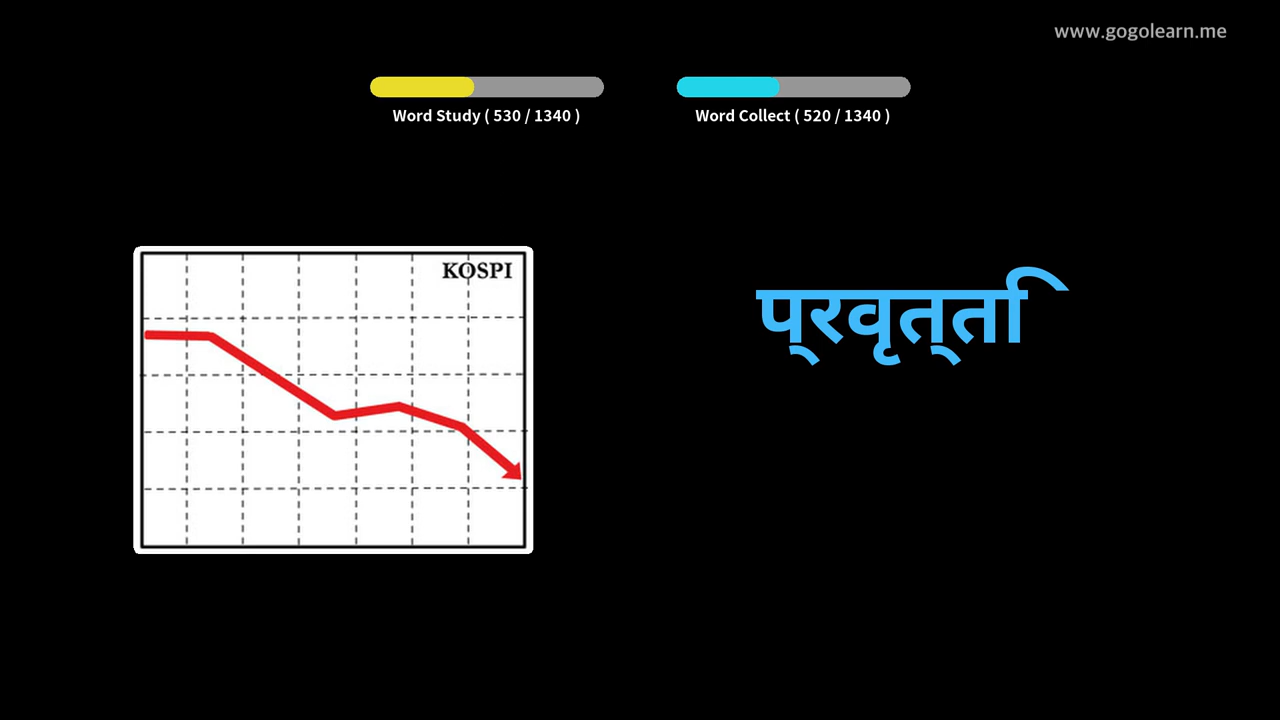 www.gogolearn.me
Word Study ( 530 / 1340 )
Word Collect ( 520 / 1340 )
KOSPI
प्रवृत्ति